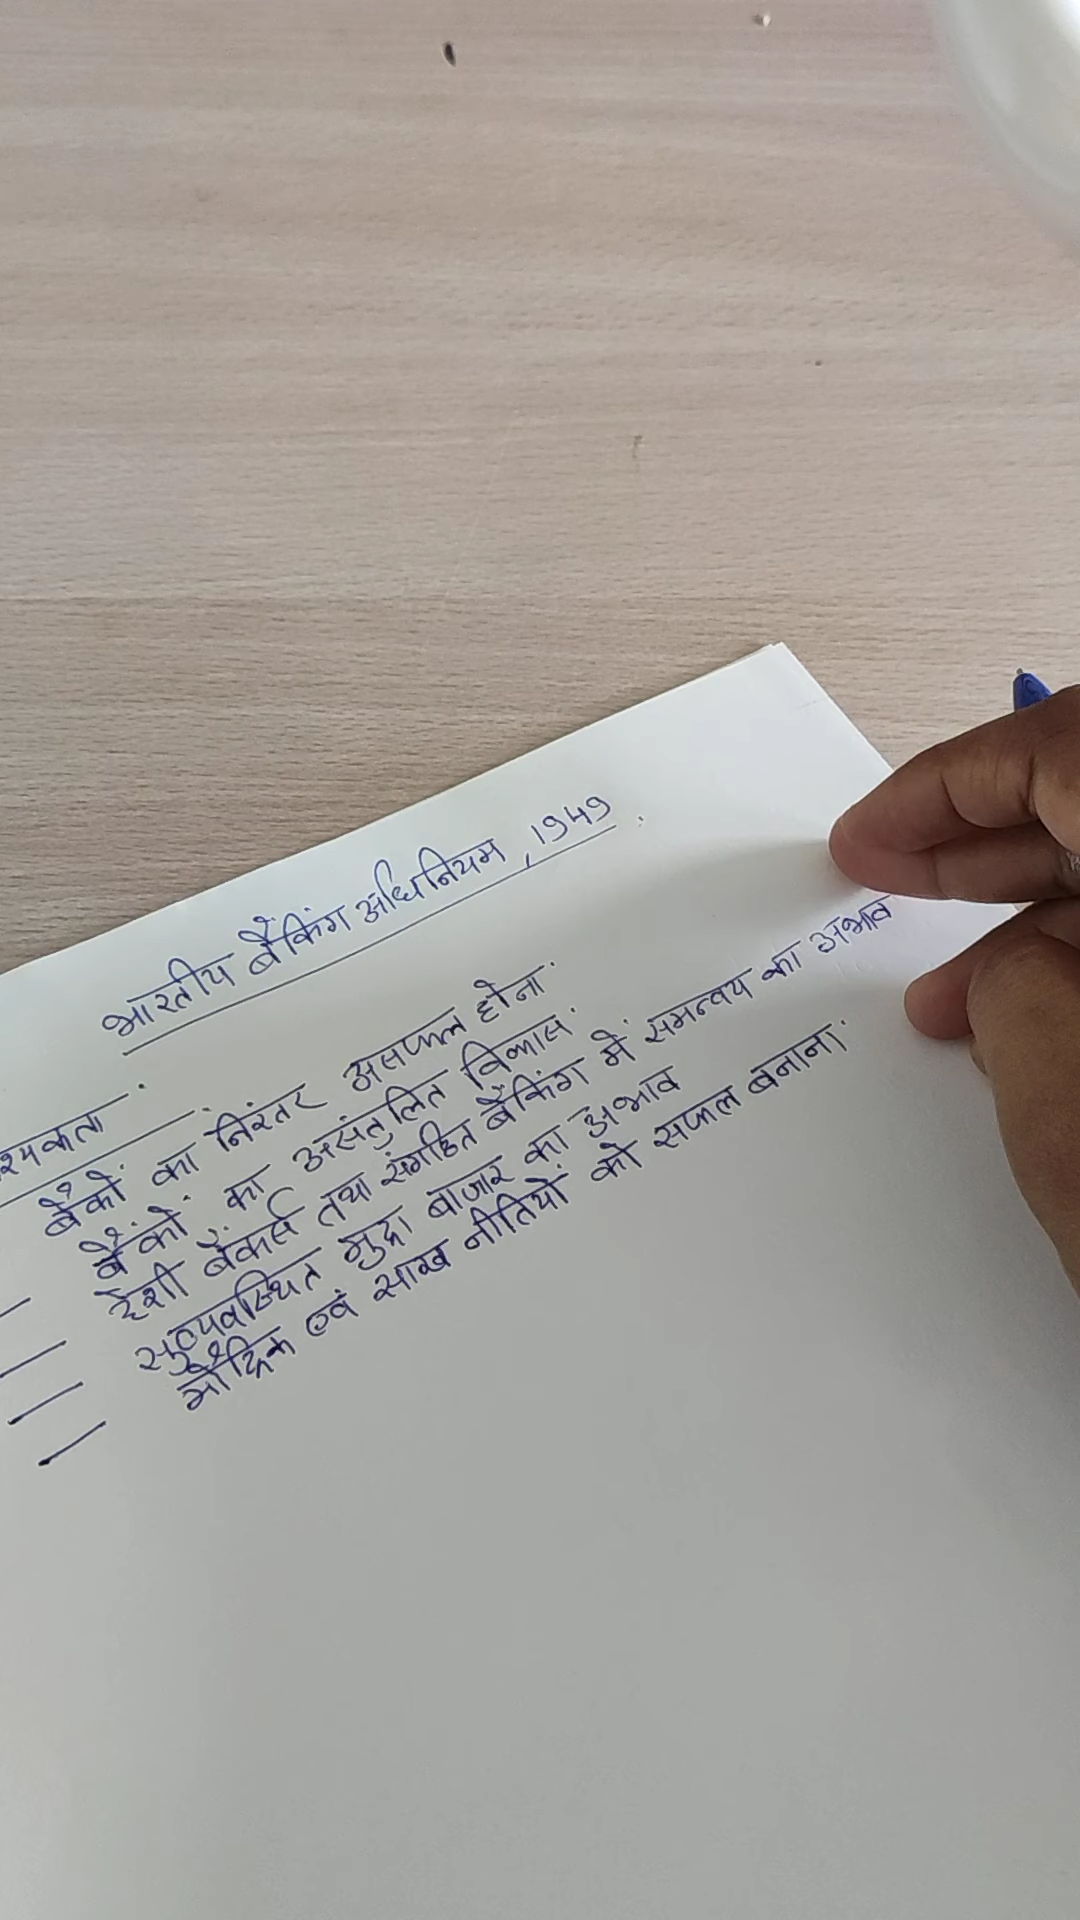 भारतीय बैंकिंग अधिनियम, 1949
श्यकता :
बैंकों का निरंतर असफल होना
बैंकों का असंतुलित विकास
देशी बैंकर्स तथा संगठित बैंकिंग में समन्वय का अभाव
सुव्यवस्थित मुद्रा बाजार का अभाव
मौद्रिक एवं साख नीतियों को सफल बनाना